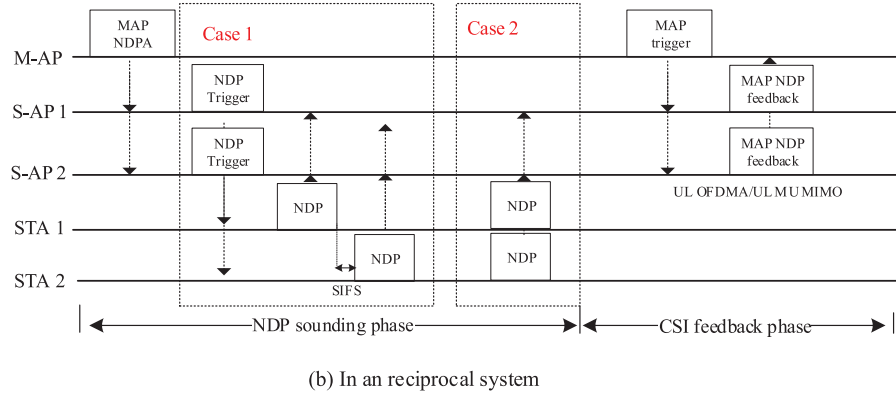 MAP
NDPA
Case 1
Case 2
MAP
trigger
M-AP
NDP
Trigger
MAP NDP
feedback
S-AP 1
NDP
Trigger
MAP NDP
feedback
S-AP 2
UL OFDMA/UL MU MIMO
NDP
NDP
STA 1
NDP
NDP
STA 2
SIFS
NDP sounding phase
CSI feedback phase
(b) In an reciprocal system